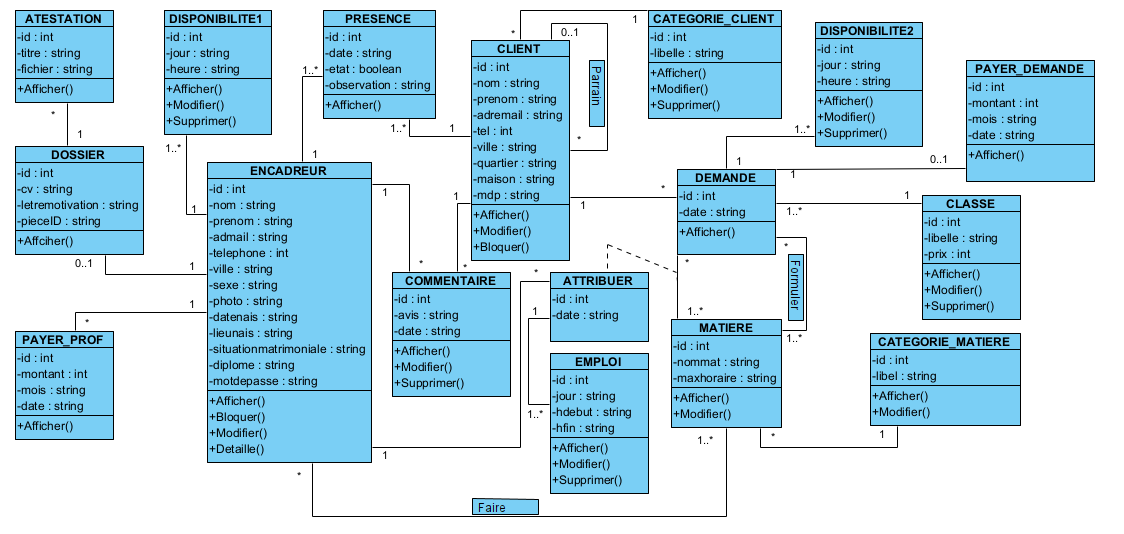 ATESTATION
-id : int
-titre : string
-fichier : string
+Afficher()
DISPONIBILITE1
-id : int
-jour : string
-heure : string
+Afficher()
+Modifier()
+Supprimer()
PRESENCE
-id : int
-date : string
-etat : boolean
-observation : string
+Afficher()
CLIENT
-id : int
-nom : string
-prenom : string
-adremail : string
-tel : int
-ville : string
-quartier : string
-maison : string
-mdp : string
+Afficher()
+Modifier()
+Bloquer()
CATEGORIE_CLIENT
-id : int
-libelle : string
+Afficher()
+Modifier()
+Supprimer()
DISPONIBILITE2
-id : int
-jour : string
-heure : string
+Afficher()
+Modifier()
+Supprimer()
PAYER_DEMANDE
-id : int
-montant : int
-mois : string
-date : string
+Afficher()
*
1
0..1
Parrain
*
1..*
1..*
1
*
1
1..*
1
1
1..*
1
0..1
1
DOSSIER
-id : int
-cv : string
-letremotivation : string
-pieceID : string
+Affciher()
0..1
1
ENCADREUR
-id : int
-nom : string
-prenom : string
-admail : string
-telephone : int
-ville : string
-sexe : string
-photo : string
-datenais : string
-lieunais : string
-situationmatrimoniale : string
-diplome : string
-motdepasse : string
+Afficher()
+Bloquer()
+Modifier()
+Detaille()
1
*
1
*
1
*
DEMANDE
-id : int
-date : string
+Afficher()
1..*
1
CLASSE
-id : int
-libelle : string
-prix : int
+Afficher()
+Modifier()
+Supprimer()
COMMENTAIRE
-id : int
-avis : string
-date : string
+Afficher()
+Modifier()
+Supprimer()
*
ATTRIBUER
-id : int
-date : string
1
1..*
*
1..*
*
Formuler
1..*
PAYER_PROF
-id : int
-montant : int
-mois : string
-date : string
+Afficher()
1
*
EMPLOI
-id : int
-jour : string
-hdebut : string
-hfin : string
+Afficher()
+Modifier()
+Supprimer()
MATIERE
-id : int
-nommat : string
-maxhoraire : string
+Afficher()
+Modifier()
CATEGORIE_MATIERE
-id : int
-libel : string
+Afficher()
+Modifier()
1
1..*
*
1
*
Faire